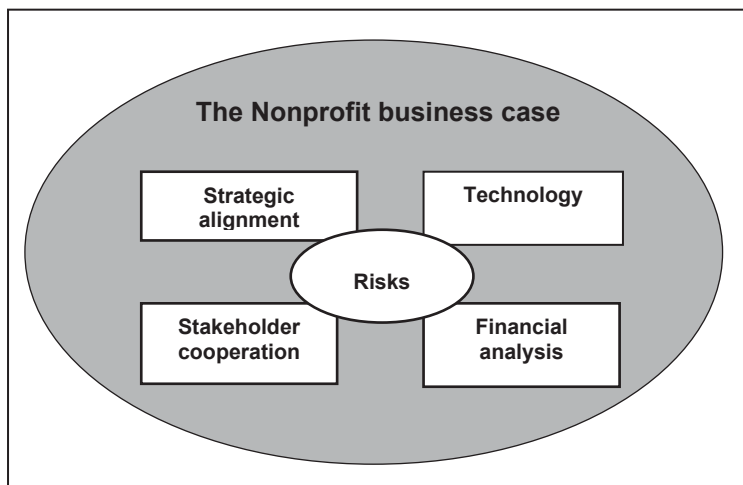 The Nonprofit business case
Strategic
alignment
Technology
Risks
Stakeholder
cooperation
Financial
analysis